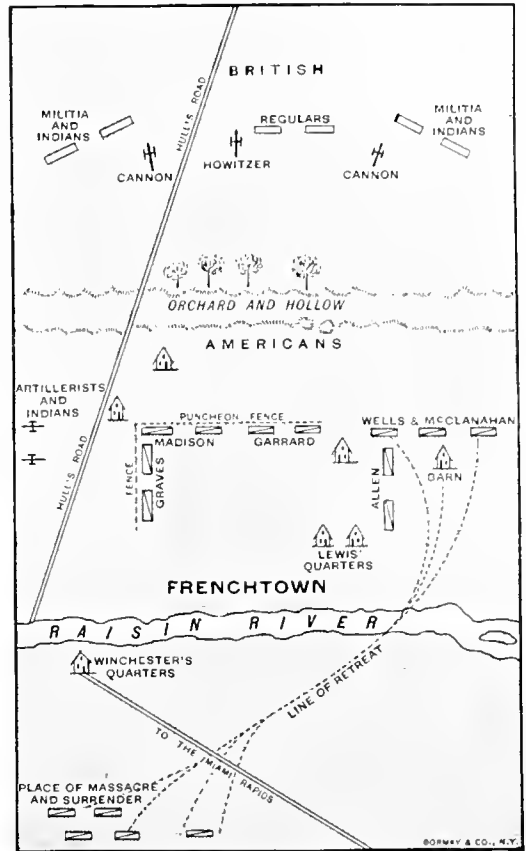 BRITISH
HULL'S ROAD
MILITIA
AND
INDIANS
REGULARS
MILITIA
AND
INDIANS
CANNON
HOWITZER
CANNON
ORCHARD AND HOLLOW
AMERICANS
ARTILLERISTS
AND
INDIANS
PUNCHEON FENCE
WELLS & McCLANAHAN
MADISON
GARRARD
HULL'S ROAD
FENCE
GRAVES
ALLEN
BARN
LEWIS'
QUARTERS
FRENCHTOWN
RAISIN RIVER
WINCHESTER'S
QUARTERS
LINE OF RETREAT
TO THE MIAMI RAPIDS
PLACE OF MASSACRE
AND SURRENDER
BORMAY & CO., N.Y.